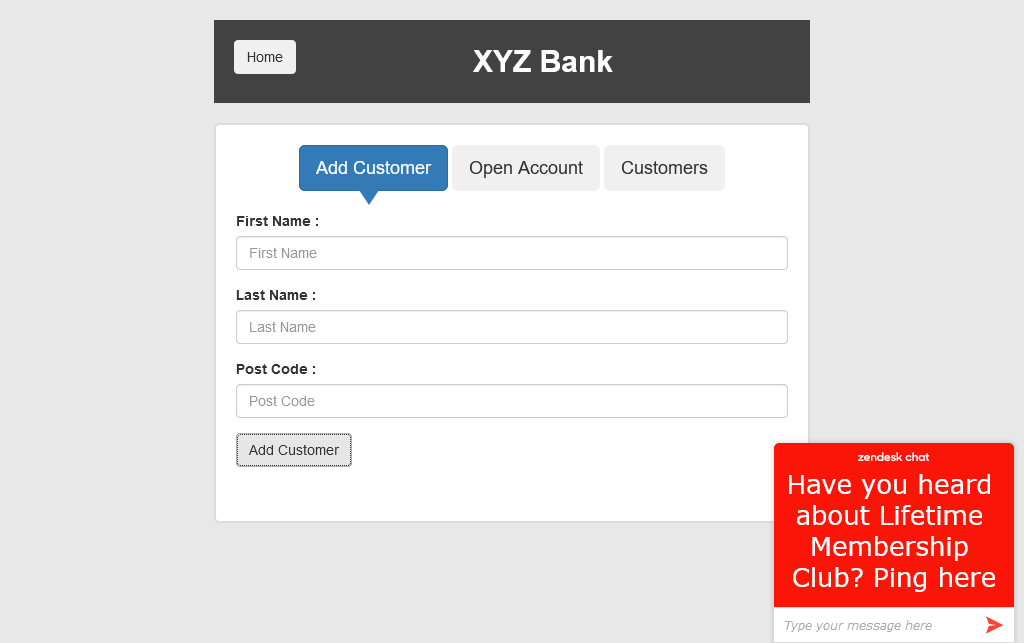 Home
XYZ Bank
Add Customer
Open Account
Customers
First Name :
First Name
Last Name :
Last Name
Post Code :
Post Code
Add Customer
zendesk chat
Have you heard
about Lifetime
Membership
Club? Ping here
Type your message here